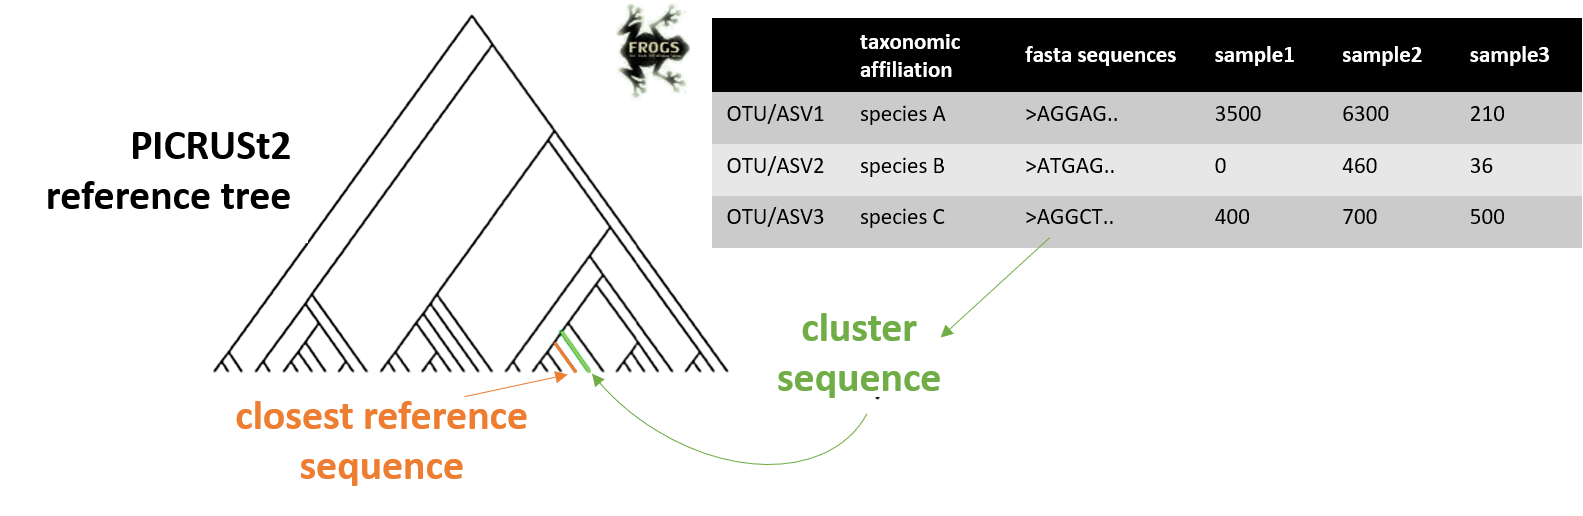 PICRUSt2
reference tree
FROGS
taxonomic
affiliation
fasta sequences
sample1
sample2
sample3
OTU/ASV1 species A >AGGAG.. 3500 6300 210
OTU/ASV2 species B >ATGAG.. 0 460 36
OTU/ASV3 species C >AGGCT.. 400 700 500
cluster
sequence
closest reference
sequence